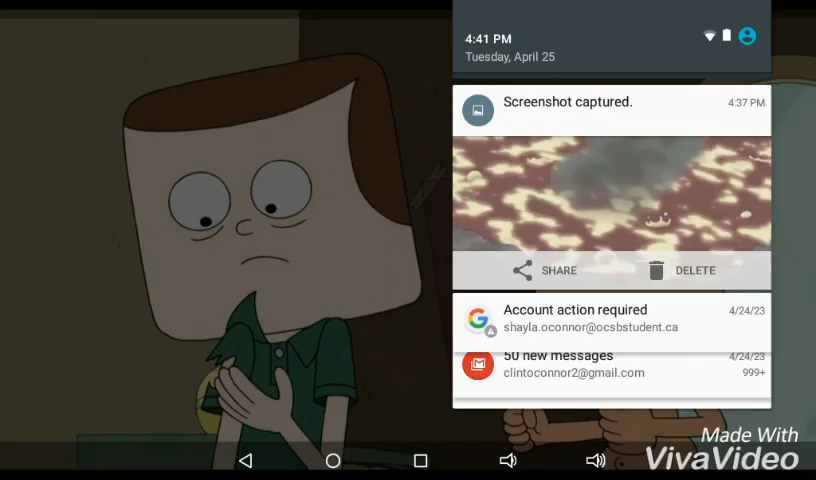 4:41 PM
Tuesday, April 25
Screenshot captured.
4:37 PM
SHARE
DELETE
Account action required
4/24/23
shayla.oconnor@ocsbstudent.ca
50 new messages
4/24/23
clintoconnor2@gmail.com
999+
Made With
VivaVideo